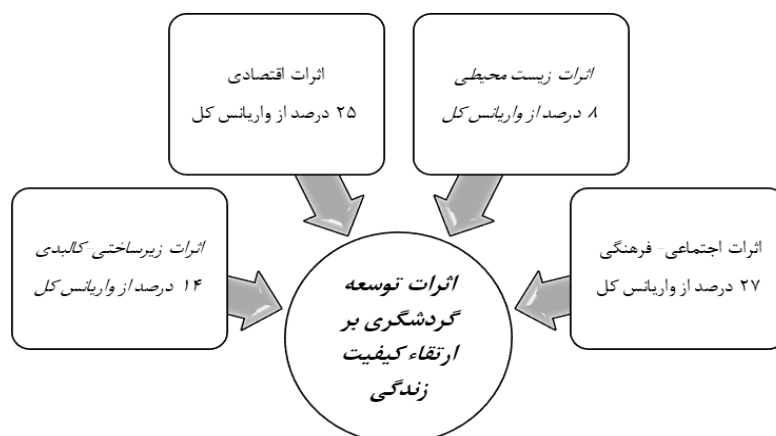 اثرات زیست محیطی
۸ درصد از واریانس کل
اثرات اقتصادی
۲۵ درصد از واریانس کل
اثرات اجتماعی- فرهنگی
۲۷ درصد از واریانس کل
اثرات زیرساختی-کالبدی
۱۴ درصد از واریانس کل
اثرات توسعه
گردشگری بر
ارتقاء کیفیت
زندگی